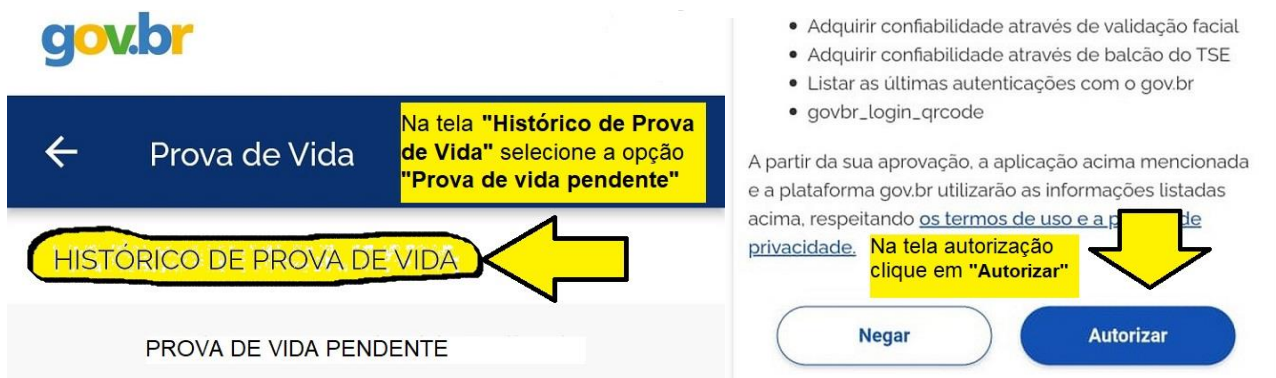 gov.br
Prova de Vida
Na tela "Histórico de Prova
de Vida" selecione a opção
"Prova de vida pendente"
HISTÓRICO DE PROVA DE VIDA
PROVA DE VIDA PENDENTE
• Adquirir confiabilidade através de validação facial
• Adquirir confiabilidade através de balcão do TSE
• Listar as últimas autenticações com o gov.br
• govbr_login_qrcode
A partir da sua aprovação, a aplicação acima mencionada
e a plataforma gov.br utilizarão as informações listadas
acima, respeitando os termos de uso e a de
privacidade.
Na tela autorização
clique em "Autorizar"
Negar
Autorizar